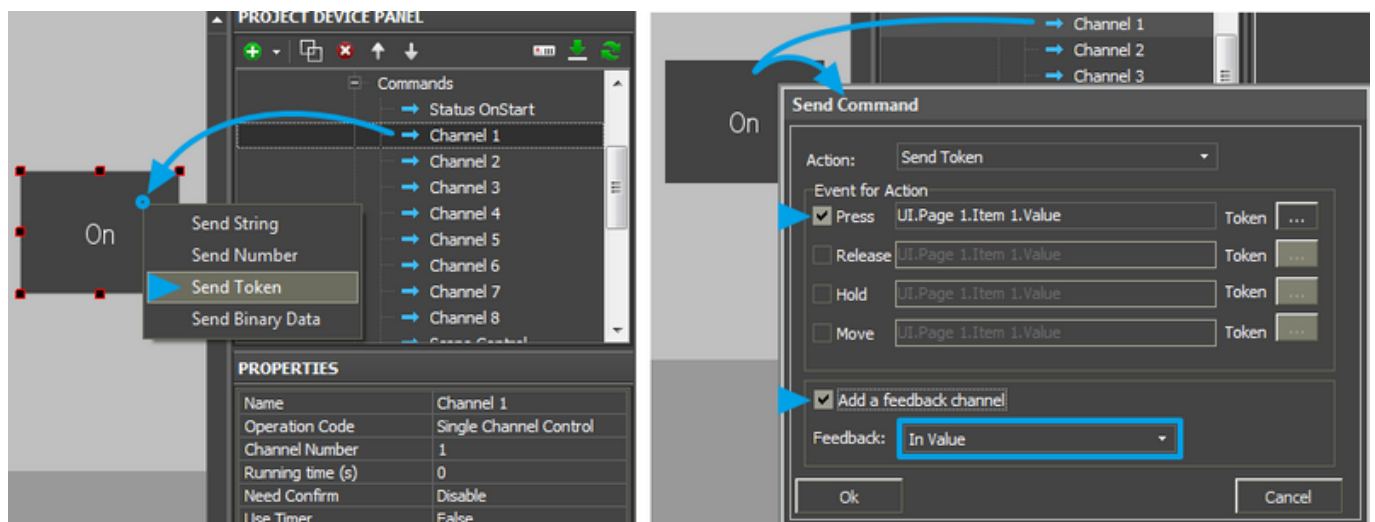 PROJECT DEVICE PANEL
Commands
Status OnStart
Channel 1
Channel 2
Channel 3
Channel 4
Channel 5
Channel 6
Channel 7
Channel 8
Scene Control
On
Send String
Send Number
Send Token
Send Binary Data
PROPERTIES
Name Channel 1
Operation Code Single Channel Control
Channel Number 1
Running time (s) 0
Need Confirm Disable
Use Timer False
Channel 1
Channel 2
Channel 3
On
Send Command
Action: Send Token
Event for Action
Press UI.Page 1.Item 1.Value Token ...
Release UI.Page 1.Item 1.Value Token ...
Hold UI.Page 1.Item 1.Value Token ...
Move UI.Page 1.Item 1.Value Token ...
Add a feedback channel
Feedback: In Value
Ok Cancel